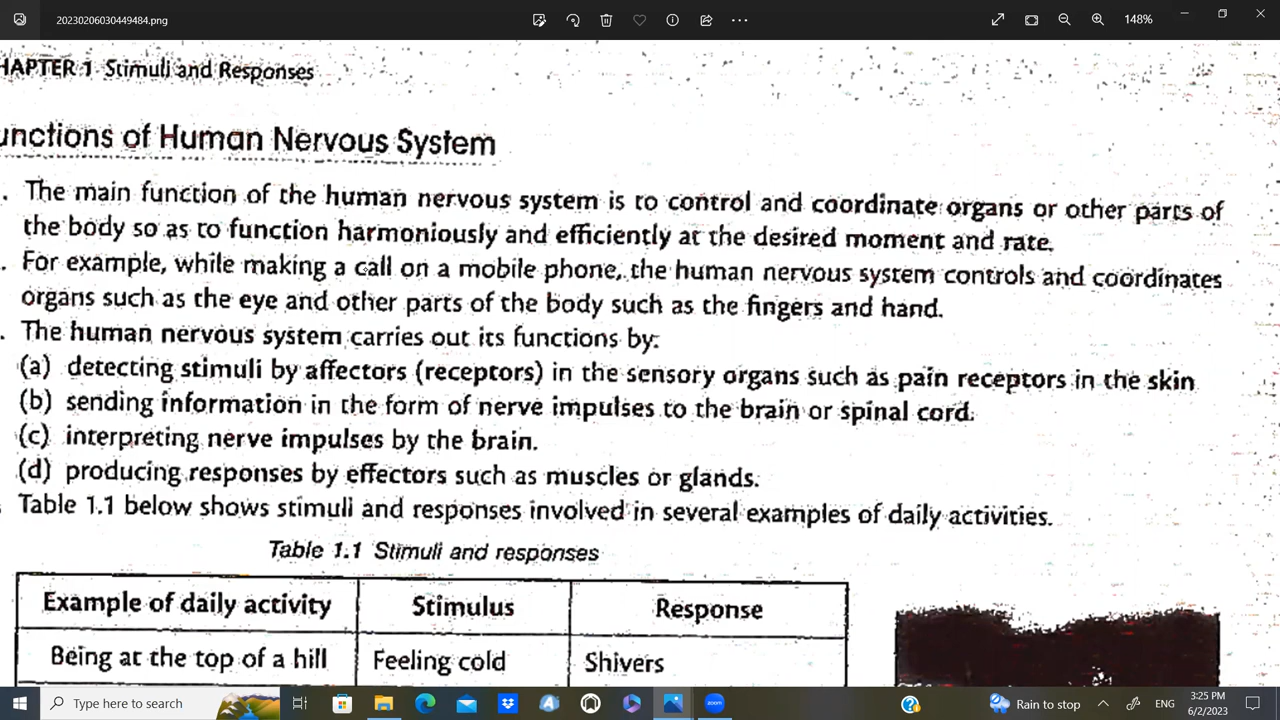 20230206030449484.png
148%
HAPTER 1 Stimuli and Responses
unctions of Human Nervous System
. The main function of the human nervous system is to control and coordinate organs or other parts of
the body so as to function harmoniously and efficiently at the desired moment and rate.
. For example, while making a call on a mobile phone, the human nervous system controls and coordinates
organs such as the eye and other parts of the body such as the fingers and hand.
. The human nervous system carries out its functions by:
(a) detecting stimuli by affectors (receptors) in the sensory organs such as pain receptors in the skin
(b) sending information in the form of nerve impulses to the brain or spinal cord.
(c) interpreting nerve impulses by the brain.
(d) producing responses by effectors such as muscles or glands.
Table 1.1 below shows stimuli and responses involved in several examples of daily activities.
Table 1.1 Stimuli and responses
Example of daily activity Stimulus Response
Being at the top of a hill Feeling cold Shivers
Type here to search
zoom
Rain to stop
ENG
3:25 PM
6/2/2023